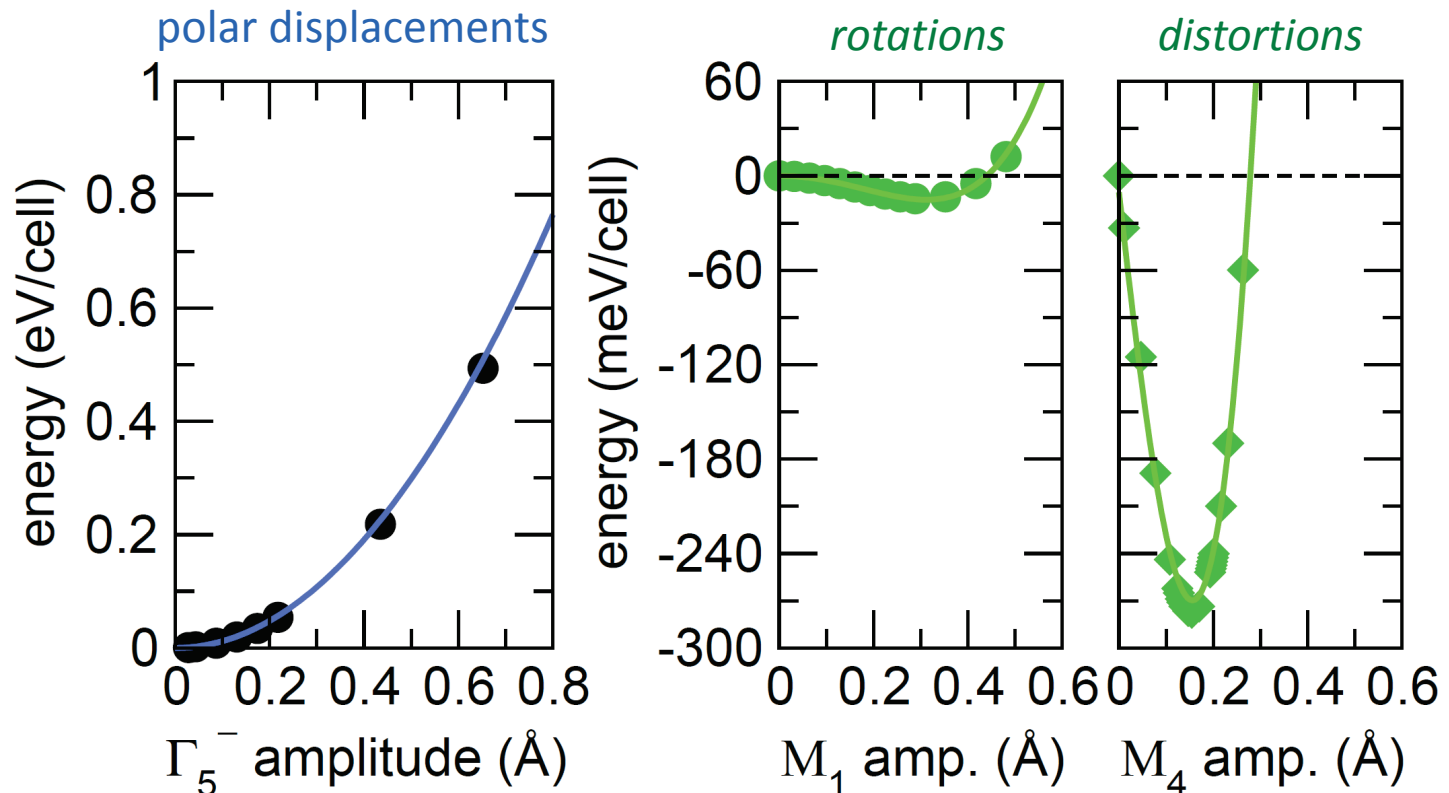 polar displacements
rotations
distortions
1
0.8
0.6
0.4
0.2
0
energy (eV/cell)
0 0.2 0.4 0.6 0.8
Γ5⁻ amplitude (Å)
60
0
-60
-120
-180
-240
-300
energy (meV/cell)
0 0.2 0.4 0.6
M1 amp. (Å)
0 0.2 0.4 0.6
M4 amp. (Å)